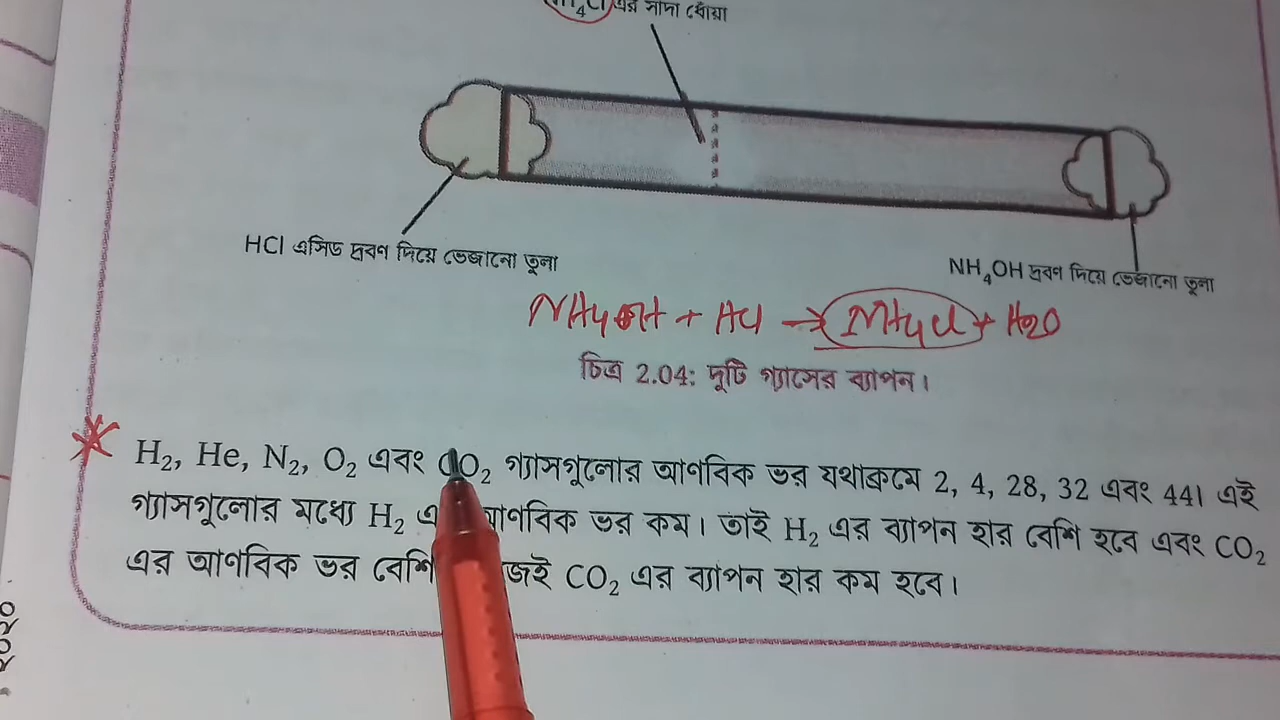 এর সাদা ধোঁয়া
HCl এসিড দ্রবণ দিয়ে ভেজানো তুলা
NH₄OH দ্রবণ দিয়ে ভেজানো তুলা
NH₄OH + HCl → NH₄Cl + H₂O
চিত্র 2.04: দুটি গ্যাসের ব্যাপন।
H₂, He, N₂, O₂ এবং CO₂ গ্যাসগুলোর আণবিক ভর যথাক্রমে 2, 4, 28, 32 এবং 44। এই
গ্যাসগুলোর মধ্যে H₂ আণবিক ভর কম। তাই H₂ এর ব্যাপন হার বেশি হবে এবং CO₂
এর আণবিক ভর বেশি CO₂ এর ব্যাপন হার কম হবে।